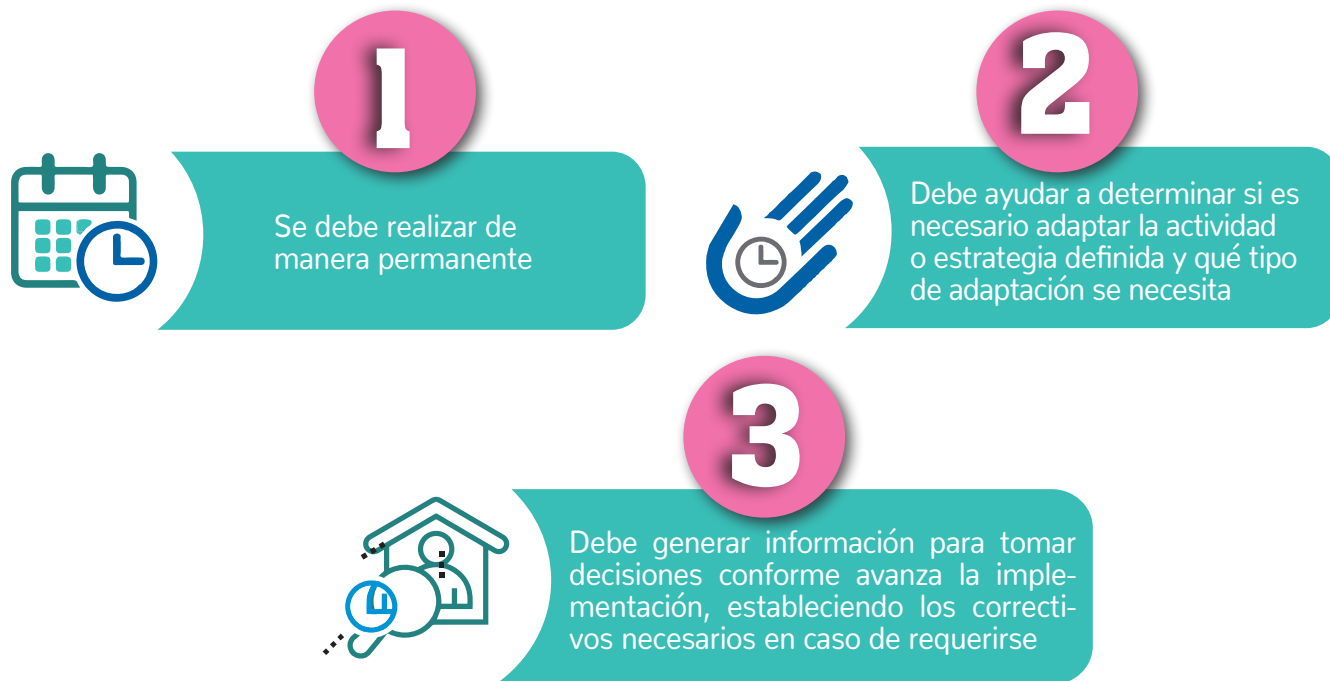 1
Se debe realizar de
manera permanente
2
Debe ayudar a determinar si es
necesario adaptar la actividad
o estrategia definida y qué tipo
de adaptación se necesita
3
Debe generar información para tomar
decisiones conforme avanza la imple-
mentación, estableciendo los correcti-
vos necesarios en caso de requerirse